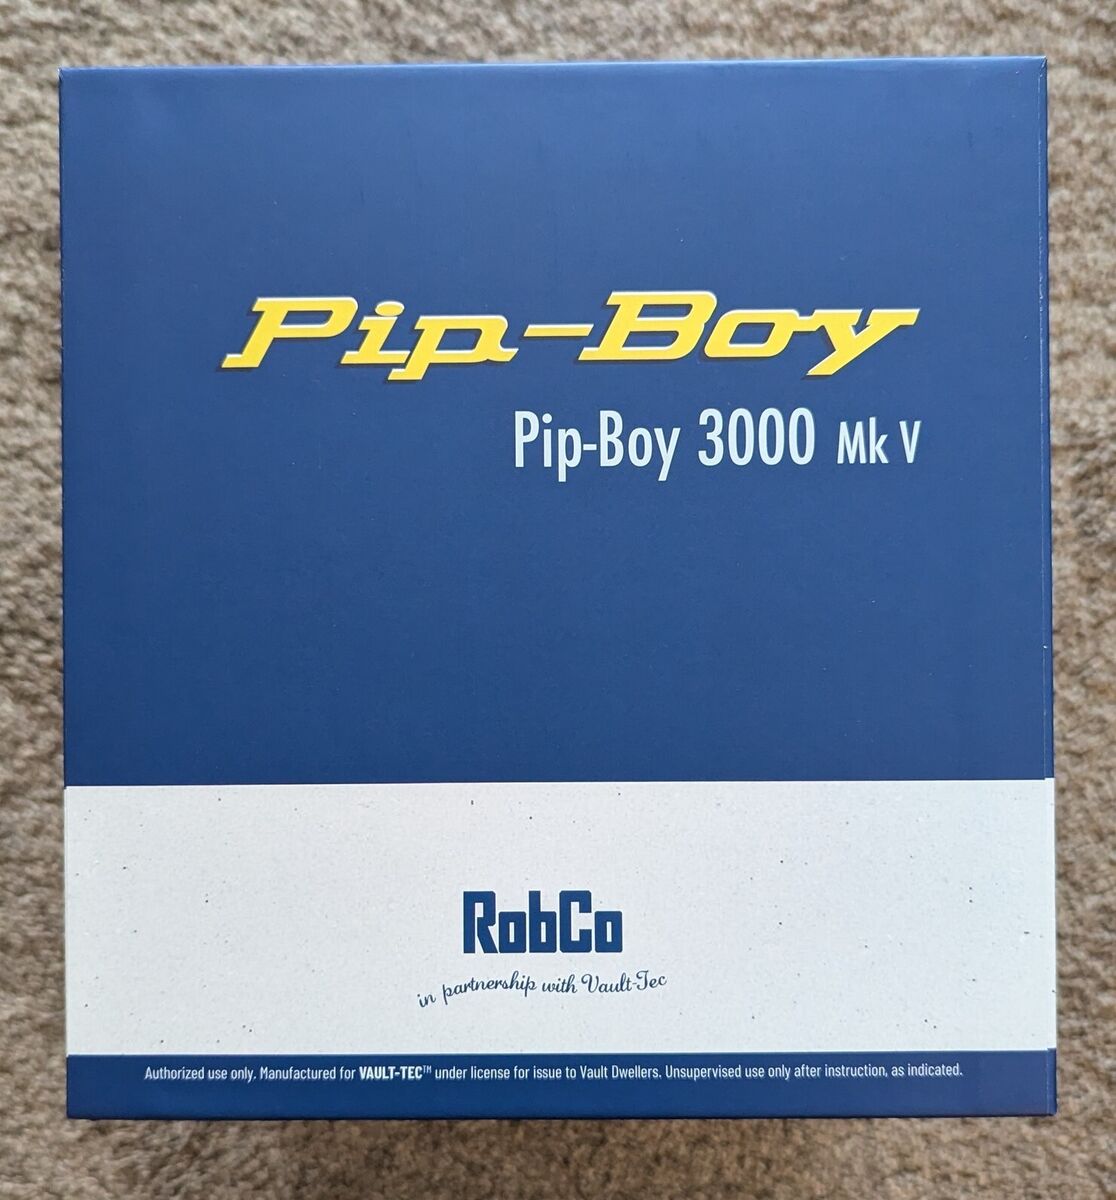 Pip-Boy
Pip-Boy 3000 Mk V
RobCo
in partnership with Vault-Tec
Authorized use only. Manufactured for VAULT-TEC™ under license for issue to Vault Dwellers. Unsupervised use only after instruction, as indicated.